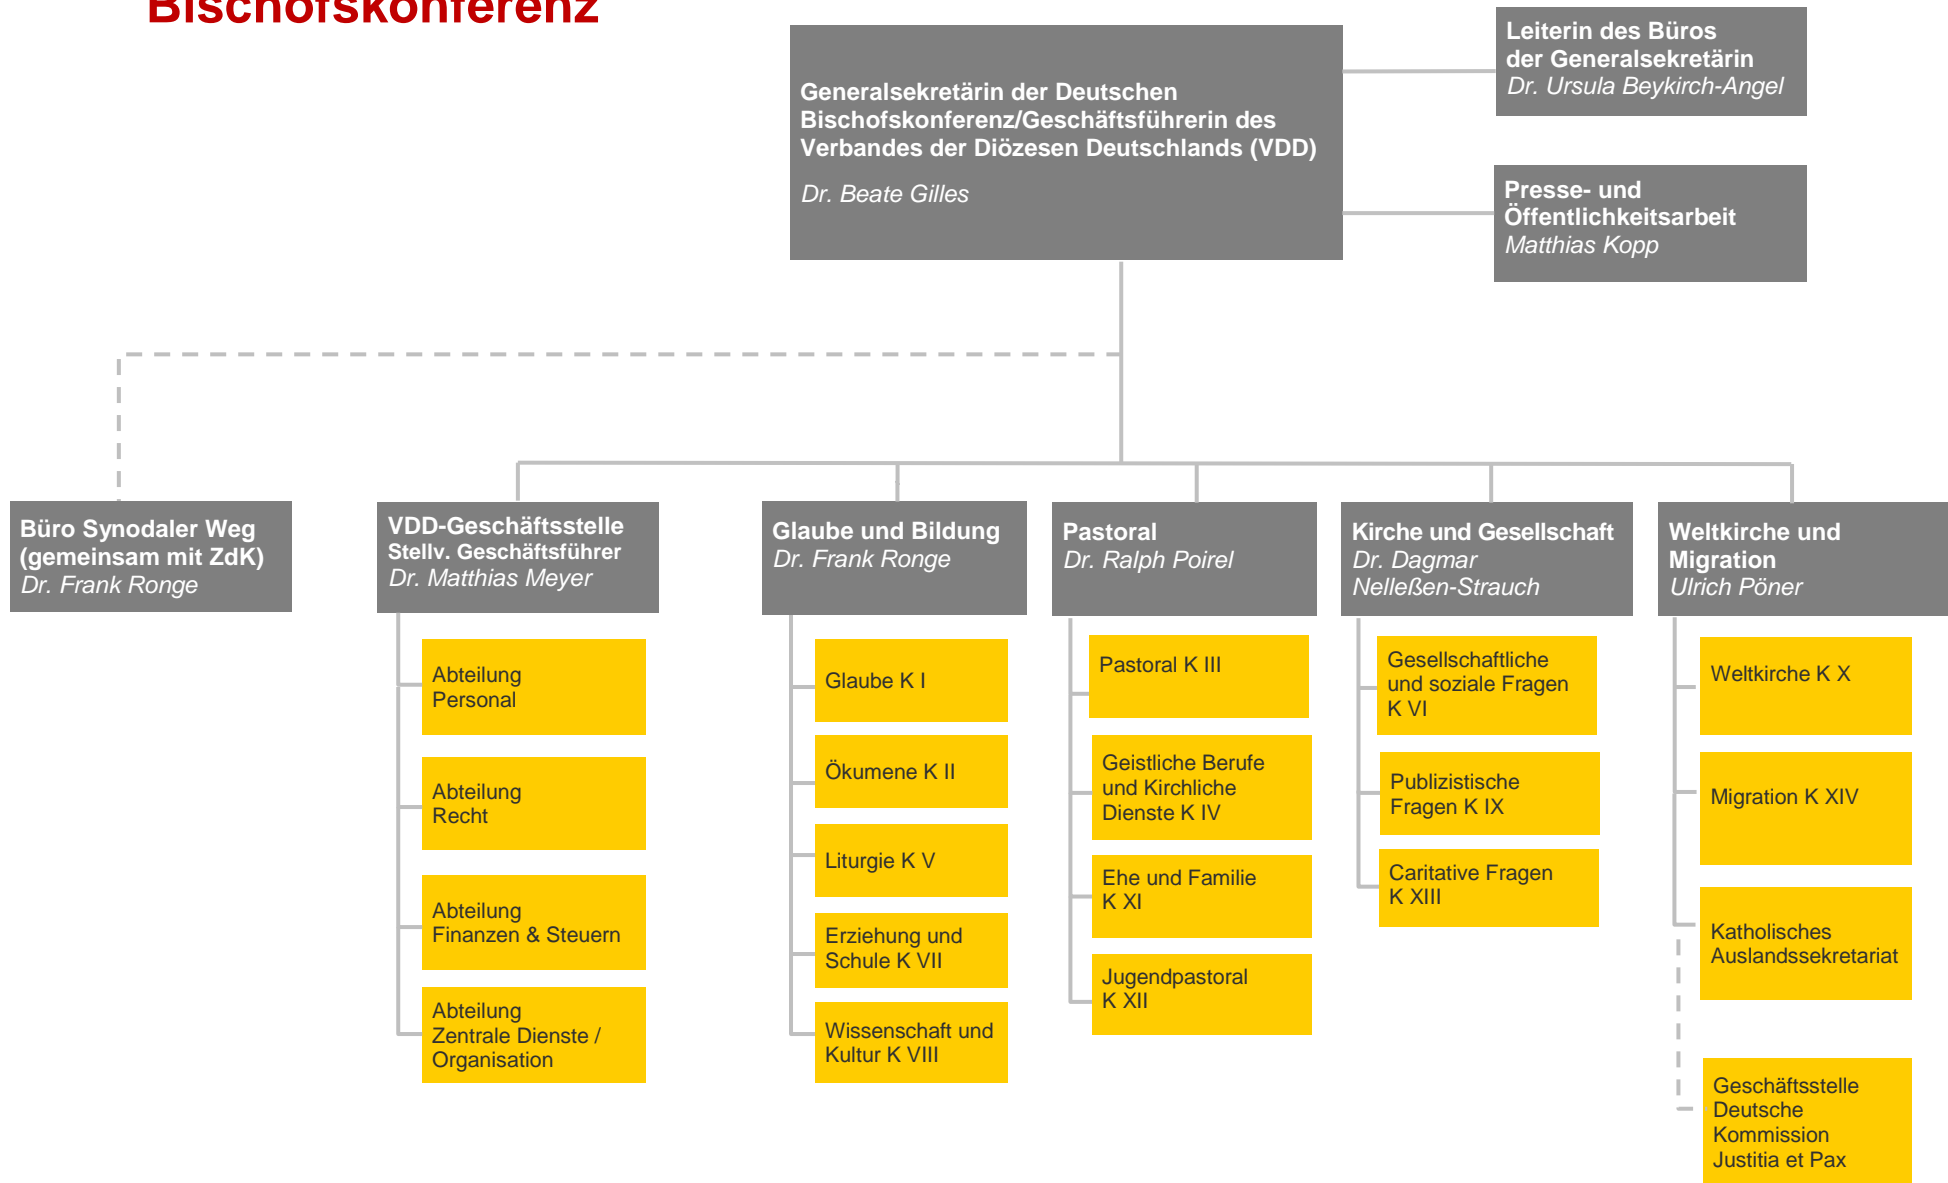 Bischofskonferenz
Generalsekretärin der Deutschen
Bischofskonferenz/Geschäftsführerin des
Verbandes der Diözesen Deutschlands (VDD)
Dr. Beate Gilles
Leiterin des Büros
der Generalsekretärin
Dr. Ursula Beykirch-Angel
Presse- und
Öffentlichkeitsarbeit
Matthias Kopp
Büro Synodaler Weg
(gemeinsam mit ZdK)
Dr. Frank Ronge
VDD-Geschäftsstelle
Stellv. Geschäftsführer
Dr. Matthias Meyer
Abteilung
Personal
Abteilung
Recht
Abteilung
Finanzen & Steuern
Abteilung
Zentrale Dienste /
Organisation
Glaube und Bildung
Dr. Frank Ronge
Glaube K I
Ökumene K II
Liturgie K V
Erziehung und
Schule K VII
Wissenschaft und
Kultur K VIII
Pastoral
Dr. Ralph Poirel
Pastoral K III
Geistliche Berufe
und Kirchliche
Dienste K IV
Ehe und Familie
K XI
Jugendpastoral
K XII
Kirche und Gesellschaft
Dr. Dagmar
Nelleßen-Strauch
Gesellschaftliche
und soziale Fragen
K VI
Publizistische
Fragen K IX
Caritative Fragen
K XIII
Weltkirche und
Migration
Ulrich Pöner
Weltkirche K X
Migration K XIV
Katholisches
Auslandssekretariat
Geschäftsstelle
Deutsche
Kommission
Justitia et Pax